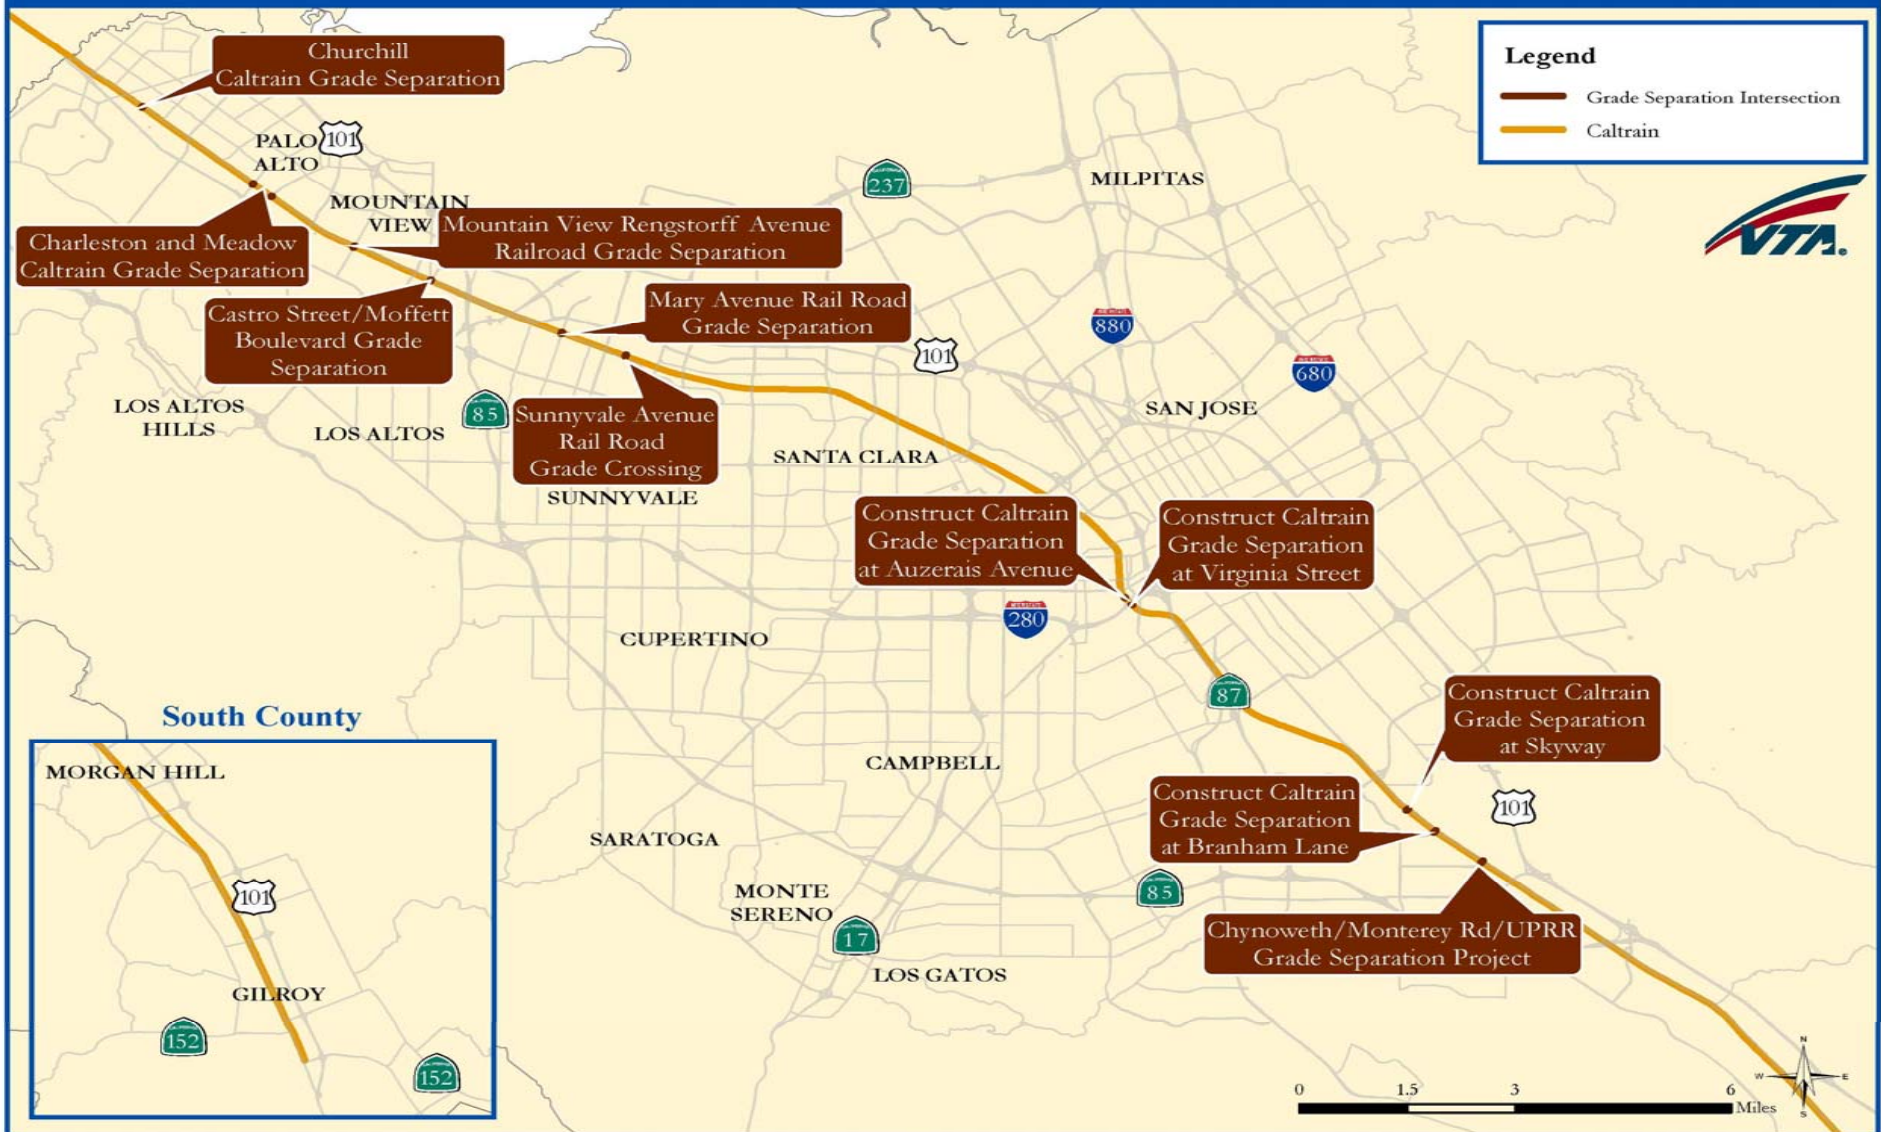 Churchill
Caltrain Grade Separation
PALO
ALTO
101
MOUNTAIN
VIEW
Mountain View Rengstorff Avenue
Railroad Grade Separation
Charleston and Meadow
Caltrain Grade Separation
Castro Street/Moffett
Boulevard Grade
Separation
Mary Avenue Rail Road
Grade Separation
237
MILPITAS
Legend
Grade Separation Intersection
Caltrain
VTA.
880
101
680
LOS ALTOS
HILLS
LOS ALTOS
85
Sunnyvale Avenue
Rail Road
Grade Crossing
SUNNYVALE
SANTA CLARA
SAN JOSE
Construct Caltrain
Grade Separation
at Auzerais Avenue
Construct Caltrain
Grade Separation
at Virginia Street
280
CUPERTINO
87
Construct Caltrain
Grade Separation
at Skyway
CAMPBELL
Construct Caltrain
Grade Separation
at Branham Lane
101
SARATOGA
MONTE
SERENO
17
LOS GATOS
85
Chynoweth/Monterey Rd/UPRR
Grade Separation Project
South County
MORGAN HILL
101
GILROY
152
152
0 1.5 3 6
Miles
N
W E
S